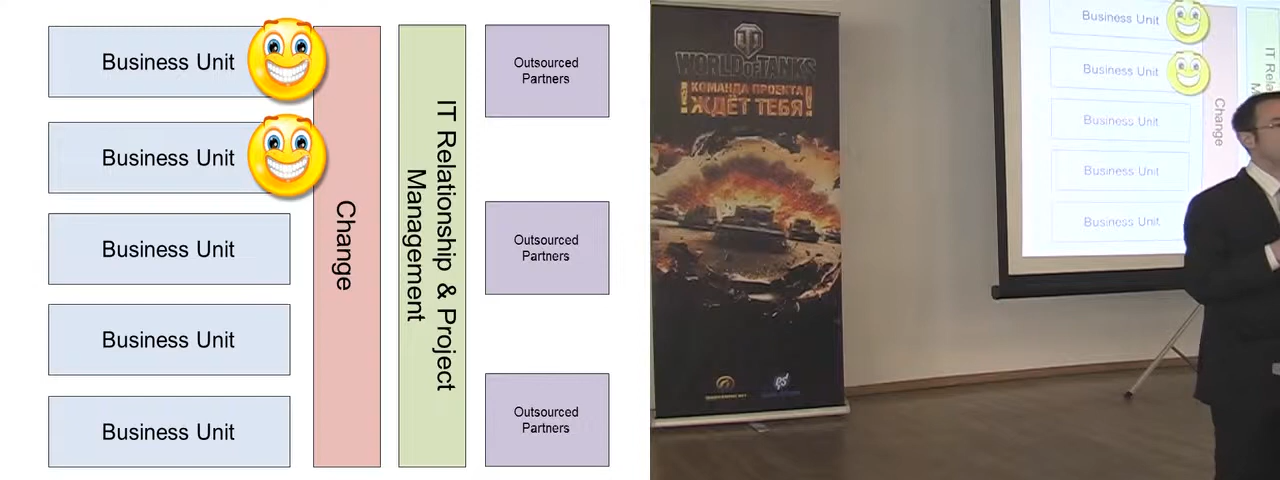 Business Unit
Business Unit
Business Unit
Business Unit
Business Unit
Change
IT Relationship & Project
Management
Outsourced
Partners
Outsourced
Partners
Outsourced
Partners
WORLD OF TANKS
КОМАНДА ПРОЕКТА
ЖДЁТ ТЕБЯ!
Business Unit
Business Unit
Business Unit
Business Unit
Business Unit
Change